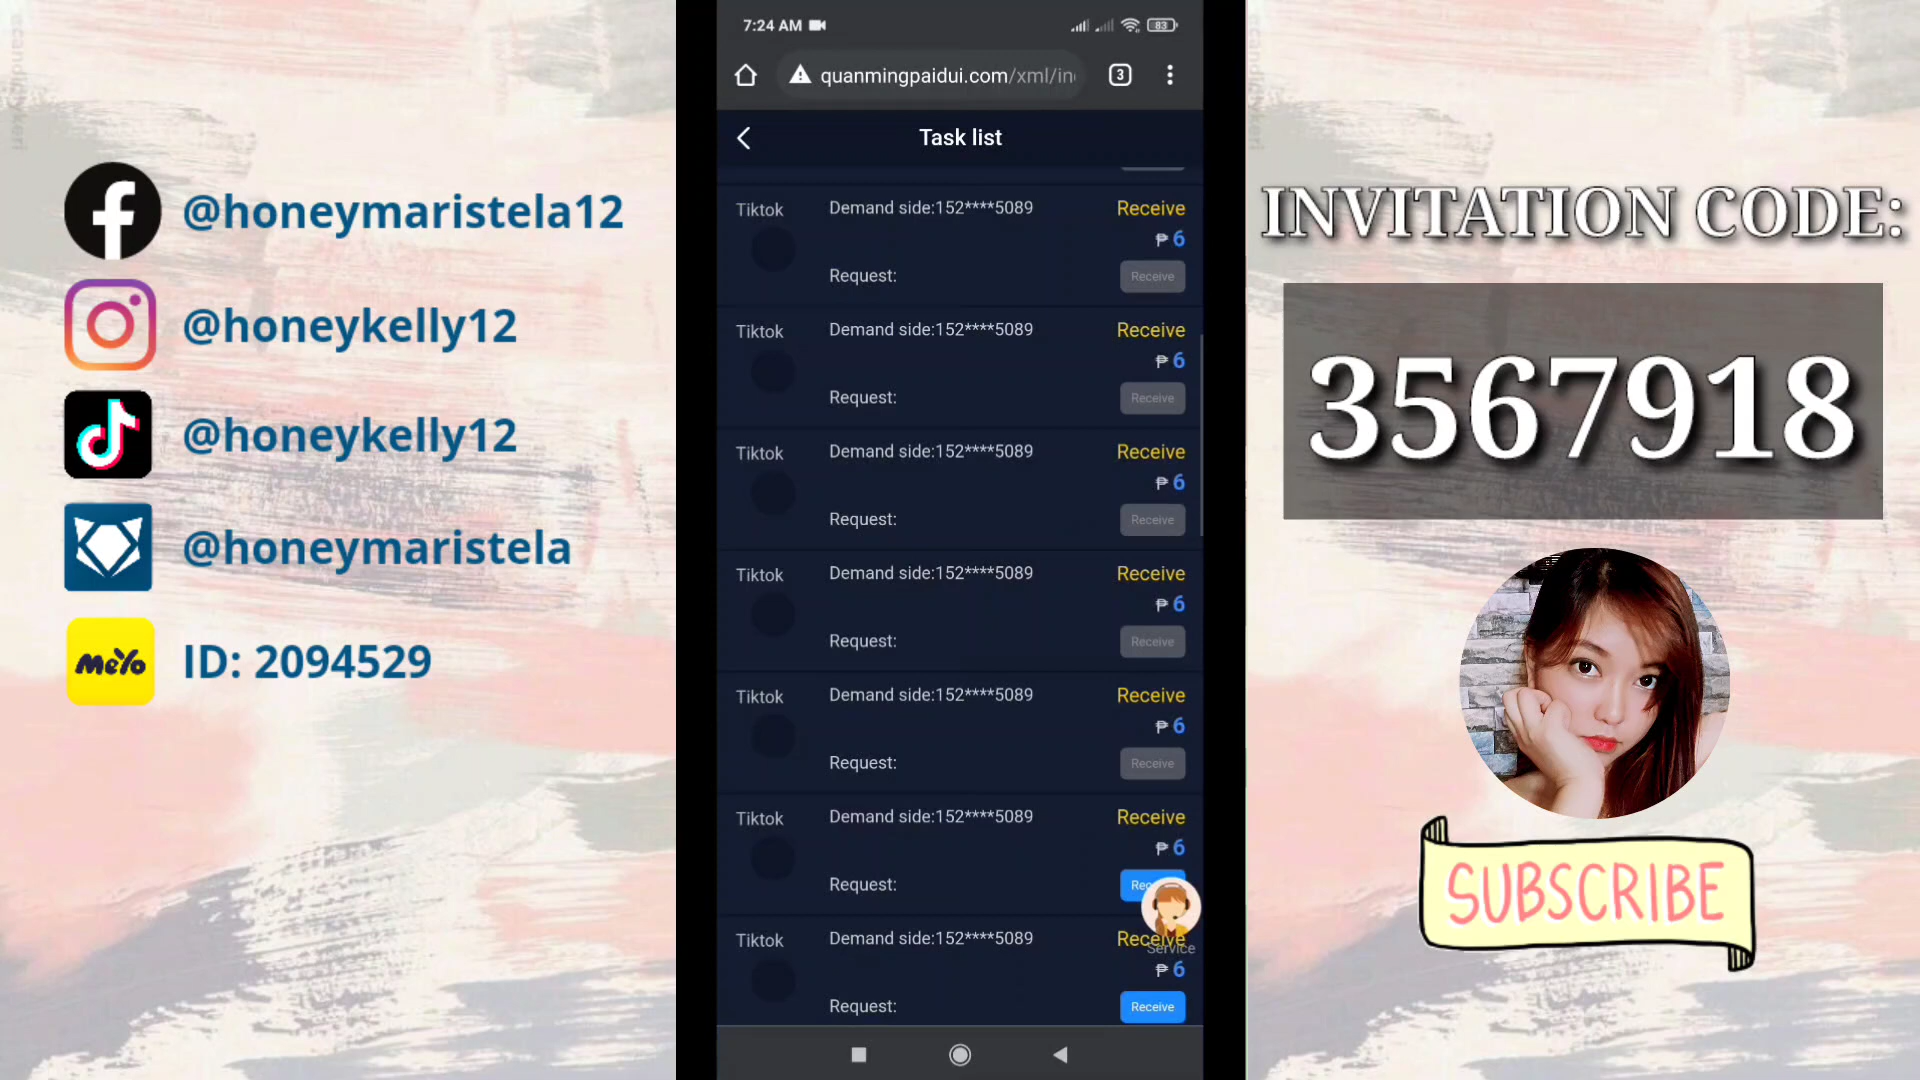 @honeymaristela12
@honeykelly12
@honeykelly12
@honeymaristela
MeYo
ID: 2094529
7:24 AM
83
quanmingpaidui.com/xml/in
3
Task list
Tiktok
Demand side:152****5089
Receive
₱ 6
Request:
Receive
Tiktok
Demand side:152****5089
Receive
₱ 6
Request:
Receive
Tiktok
Demand side:152****5089
Receive
₱ 6
Request:
Receive
Tiktok
Demand side:152****5089
Receive
₱ 6
Request:
Receive
Tiktok
Demand side:152****5089
Receive
₱ 6
Request:
Receive
Tiktok
Demand side:152****5089
Receive
₱ 6
Request:
Tiktok
Demand side:152****5089
Receive
Service
₱ 6
Request:
Receive
INVITATION CODE:
3567918
SUBSCRIBE